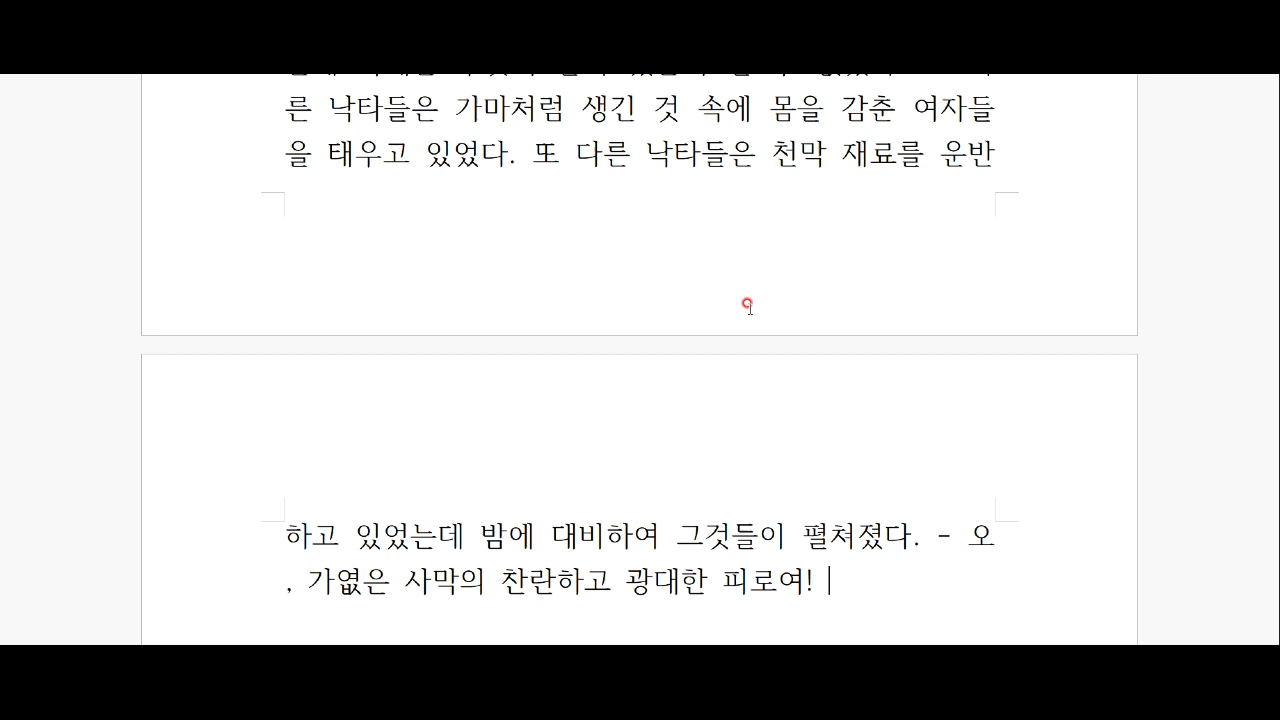 른 낙타들은 가마처럼 생긴 것 속에 몸을 감춘 여자들
을 태우고 있었다. 또 다른 낙타들은 천막 재료를 운반
하고 있었는데 밤에 대비하여 그것들이 펼쳐졌다. - 오
, 가엾은 사막의 찬란하고 광대한 피로여!